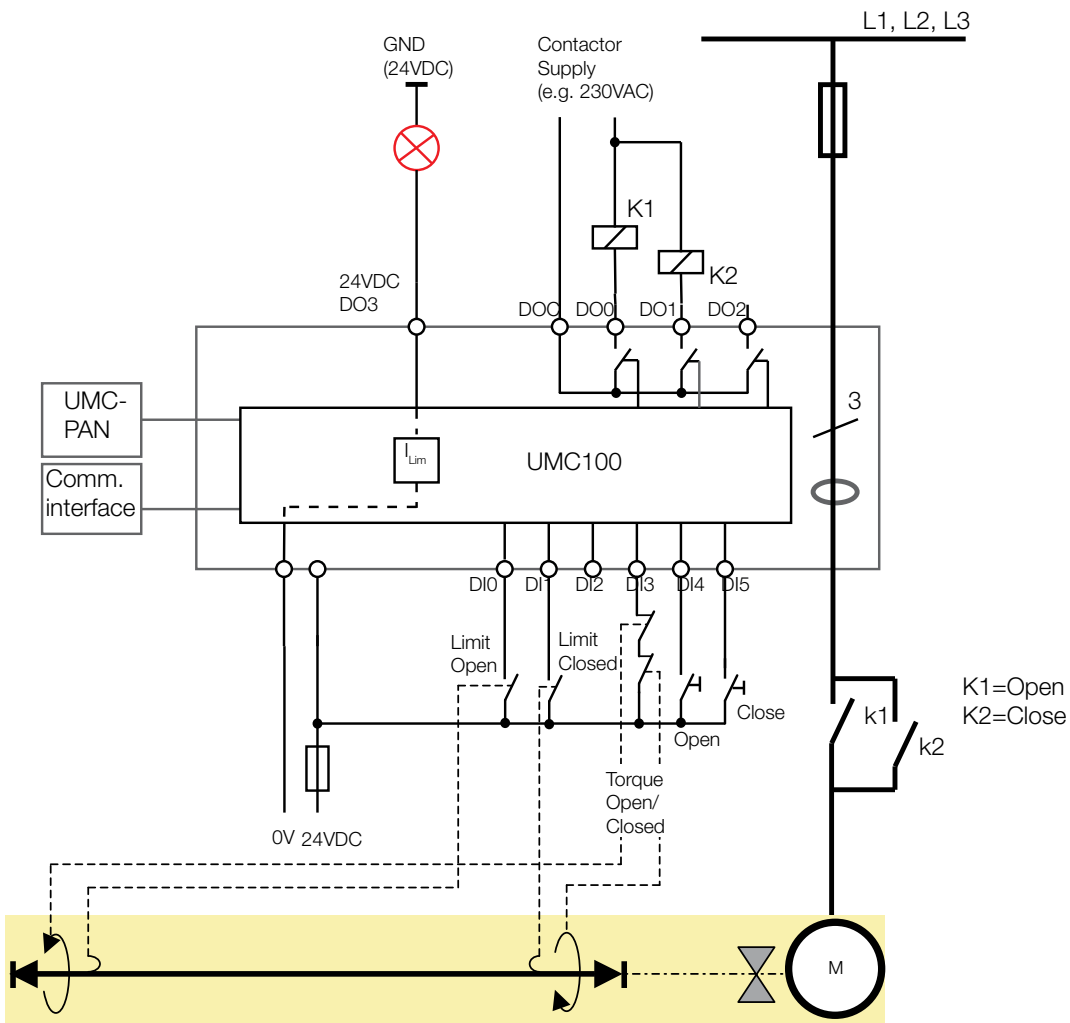 L1, L2, L3
GND
(24VDC)
Contactor
Supply
(e.g. 230VAC)
K1
K2
24VDC
DO3
DOC
DO0
DO1
DO2
UMC-
PAN
3
ILim
UMC100
Comm.
interface
DI0
DI1
DI2
DI3
DI4
DI5
Limit
Open
Limit
Closed
Close
Open
K1=Open
K2=Close
k1
k2
Torque
Open/
Closed
0V
24VDC
M